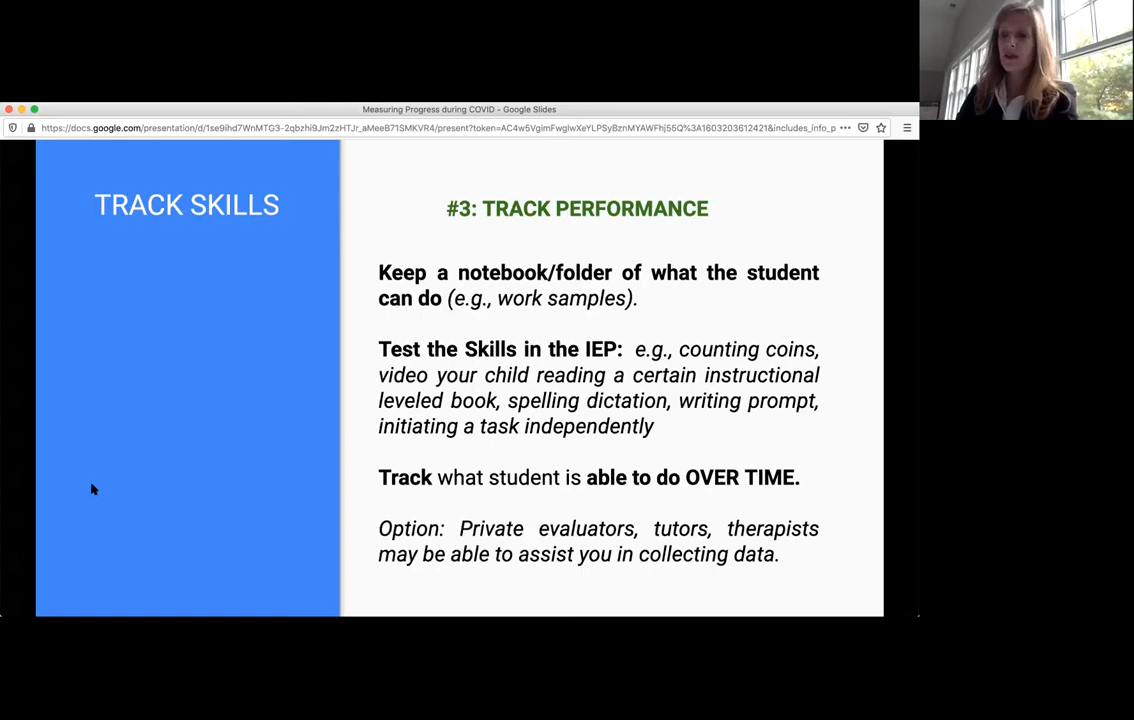 Measuring Progress during COVID - Google Slides
TRACK SKILLS
#3: TRACK PERFORMANCE
Keep a notebook/folder of what the student
can do (e.g., work samples).
Test the Skills in the IEP: e.g., counting coins,
video your child reading a certain instructional
leveled book, spelling dictation, writing prompt,
initiating a task independently
Track what student is able to do OVER TIME.
Option: Private evaluators, tutors, therapists
may be able to assist you in collecting data.